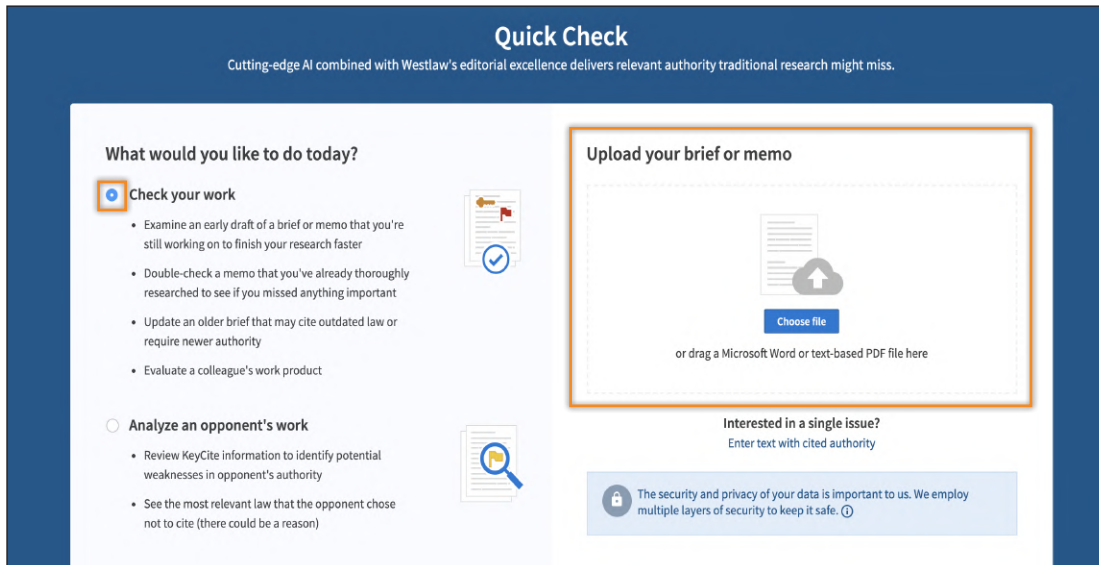 Quick Check
Cutting-edge AI combined with Westlaw's editorial excellence delivers relevant authority traditional research might miss.
What would you like to do today?
Check your work
• Examine an early draft of a brief or memo that you're
still working on to finish your research faster
• Double-check a memo that you've already thoroughly
researched to see if you missed anything important
• Update an older brief that may cite outdated law or
require newer authority
• Evaluate a colleague's work product
Analyze an opponent's work
• Review KeyCite information to identify potential
weaknesses in opponent's authority
• See the most relevant law that the opponent chose
not to cite (there could be a reason)
Upload your brief or memo
Choose file
or drag a Microsoft Word or text-based PDF file here
Interested in a single issue?
Enter text with cited authority
The security and privacy of your data is important to us. We employ
multiple layers of security to keep it safe.